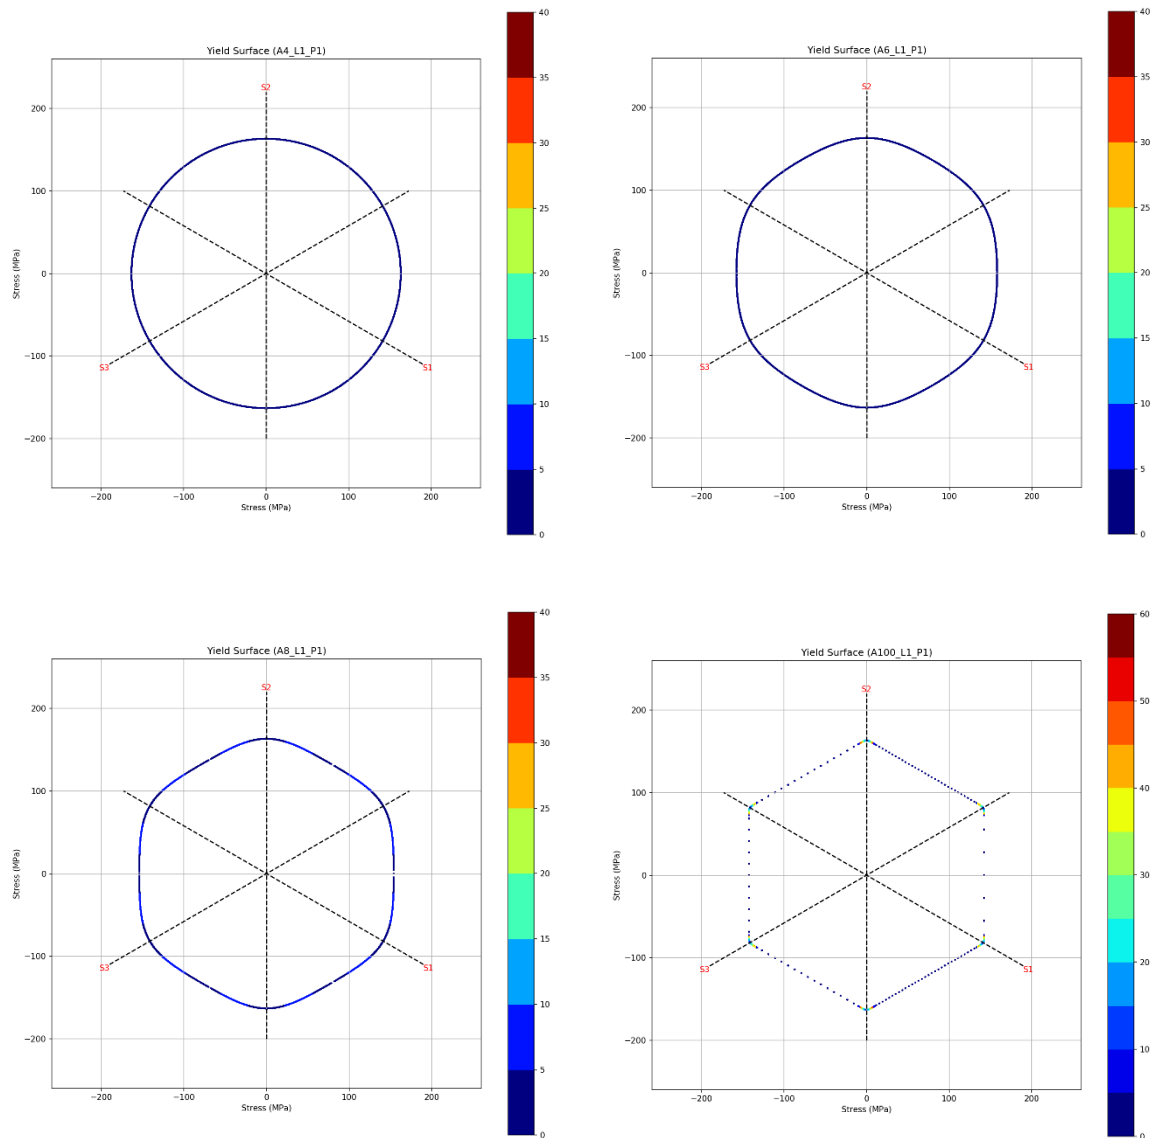 Yield Surface (A4_L1_P1)
S2
S3
S1
200
100
0
−100
−200
Stress (MPa)
−200 −100 0 100 200
Stress (MPa)
40
35
30
25
20
15
10
5
0
Yield Surface (A6_L1_P1)
S2
S3
S1
200
100
0
−100
−200
Stress (MPa)
−200 −100 0 100 200
Stress (MPa)
40
35
30
25
20
15
10
5
0
Yield Surface (A8_L1_P1)
S2
S3
S1
200
100
0
−100
−200
Stress (MPa)
−200 −100 0 100 200
Stress (MPa)
40
35
30
25
20
15
10
5
0
Yield Surface (A100_L1_P1)
S2
S3
S1
200
100
0
−100
−200
Stress (MPa)
−200 −100 0 100 200
Stress (MPa)
60
50
40
30
20
10
0